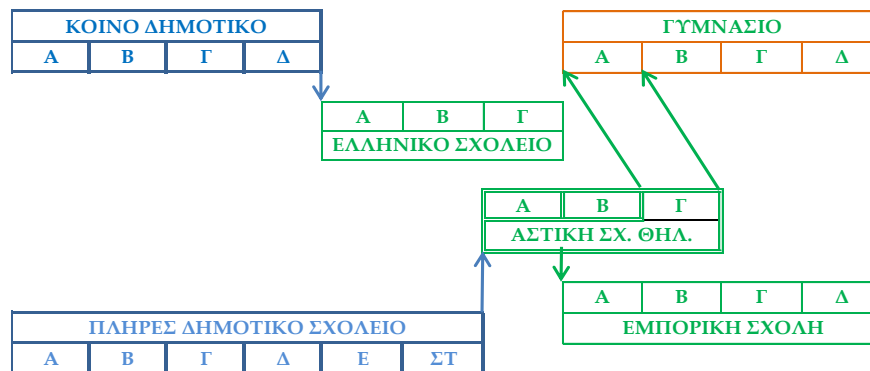 ΚΟΙΝΟ ΔΗΜΟΤΙΚΟ
Α Β Γ Δ
ΓΥΜΝΑΣΙΟ
Α Β Γ Δ
Α Β Γ
ΕΛΛΗΝΙΚΟ ΣΧΟΛΕΙΟ
Α Β Γ
ΑΣΤΙΚΗ ΣΧ. ΘΗΛ.
Α Β Γ Δ
ΕΜΠΟΡΙΚΗ ΣΧΟΛΗ
ΠΛΗΡΕΣ ΔΗΜΟΤΙΚΟ ΣΧΟΛΕΙΟ
Α Β Γ Δ Ε ΣΤ